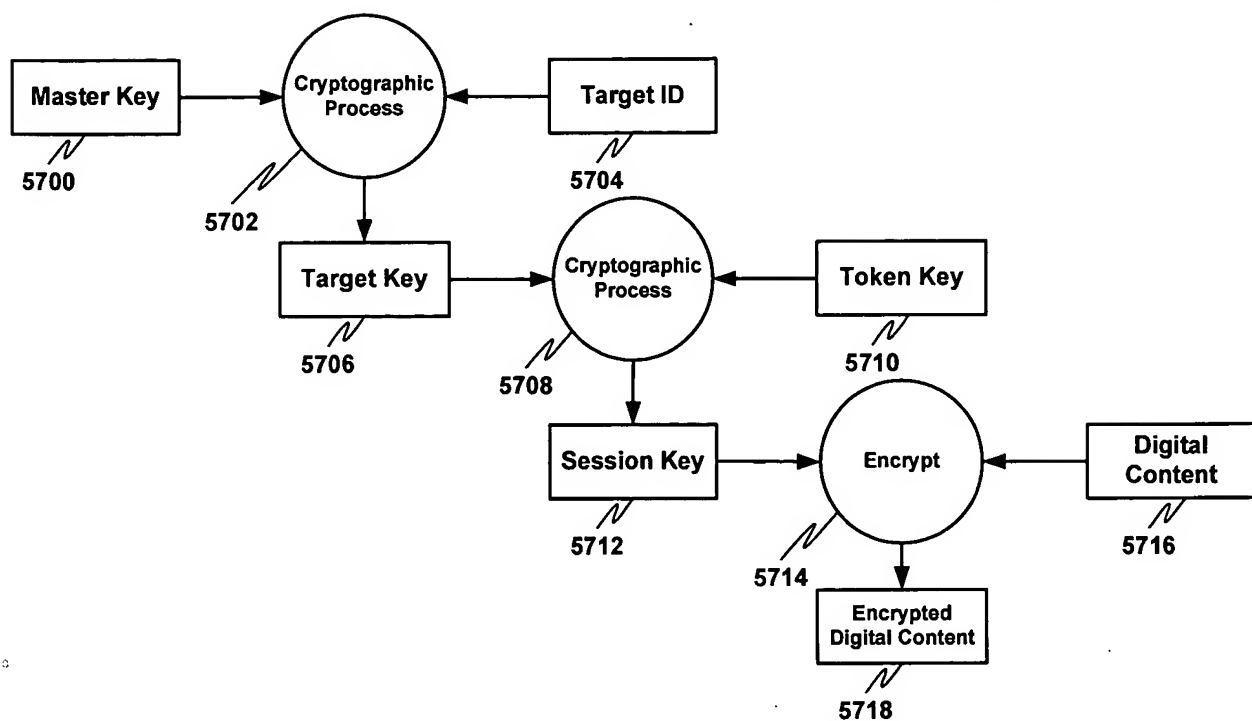 Master Key
5700
Cryptographic
Process
5702
Target ID
5704
Target Key
5706
Cryptographic
Process
5708
Token Key
5710
Session Key
5712
Encrypt
5714
Digital
Content
5716
Encrypted
Digital Content
5718